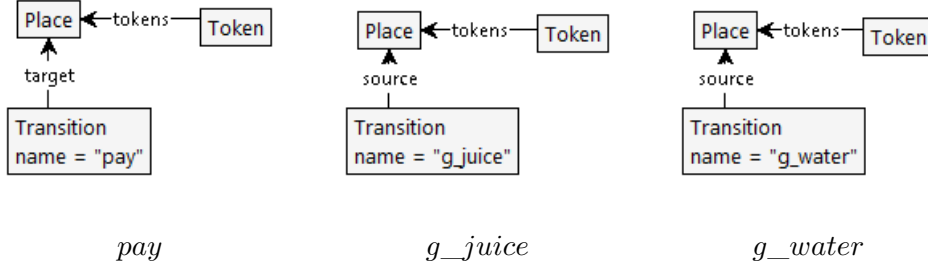 Place
tokens
Token
target
Transition
name = "pay"
pay
Place
tokens
Token
source
Transition
name = "g_juice"
g_juice
Place
tokens
Token
source
Transition
name = "g_water"
g_water